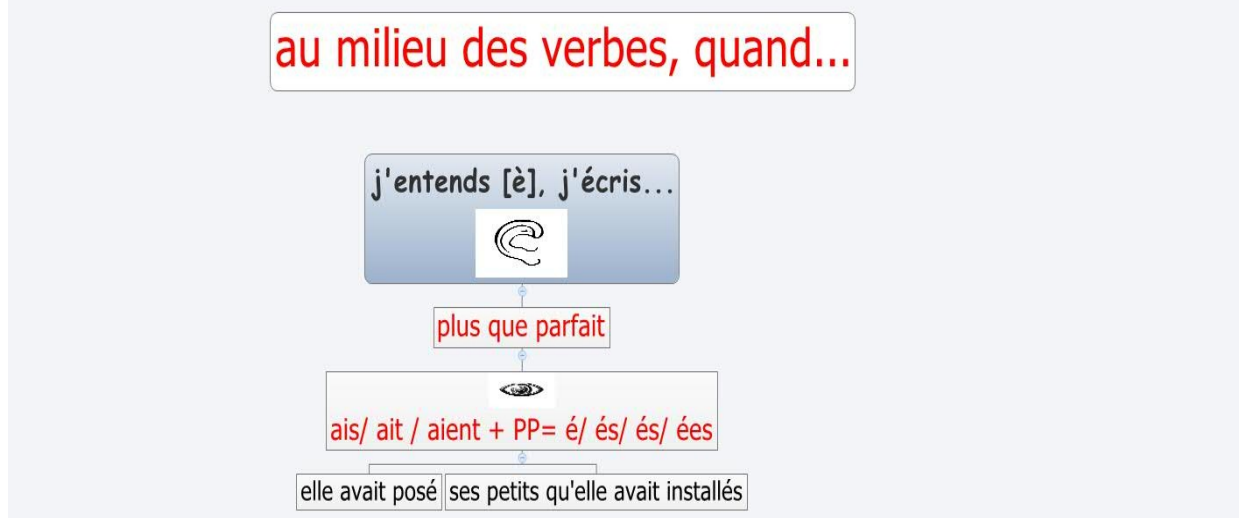 au milieu des verbes, quand...
j'entends [è], j'écris...
plus que parfait
ais/ ait / aient + PP= é/ és/ és/ ées
elle avait posé
ses petits qu'elle avait installés